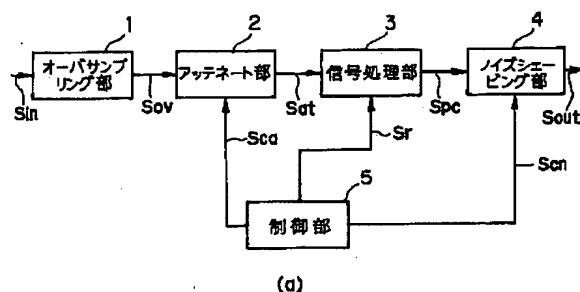 1
2
3
4
オーバサンプ
リング部
アッテネート部
信号処理部
ノイズシェー
ピング部
Sin
Sov
Sat
Spc
Sout
Sca
Sr
Scn
5
制御部
(a)